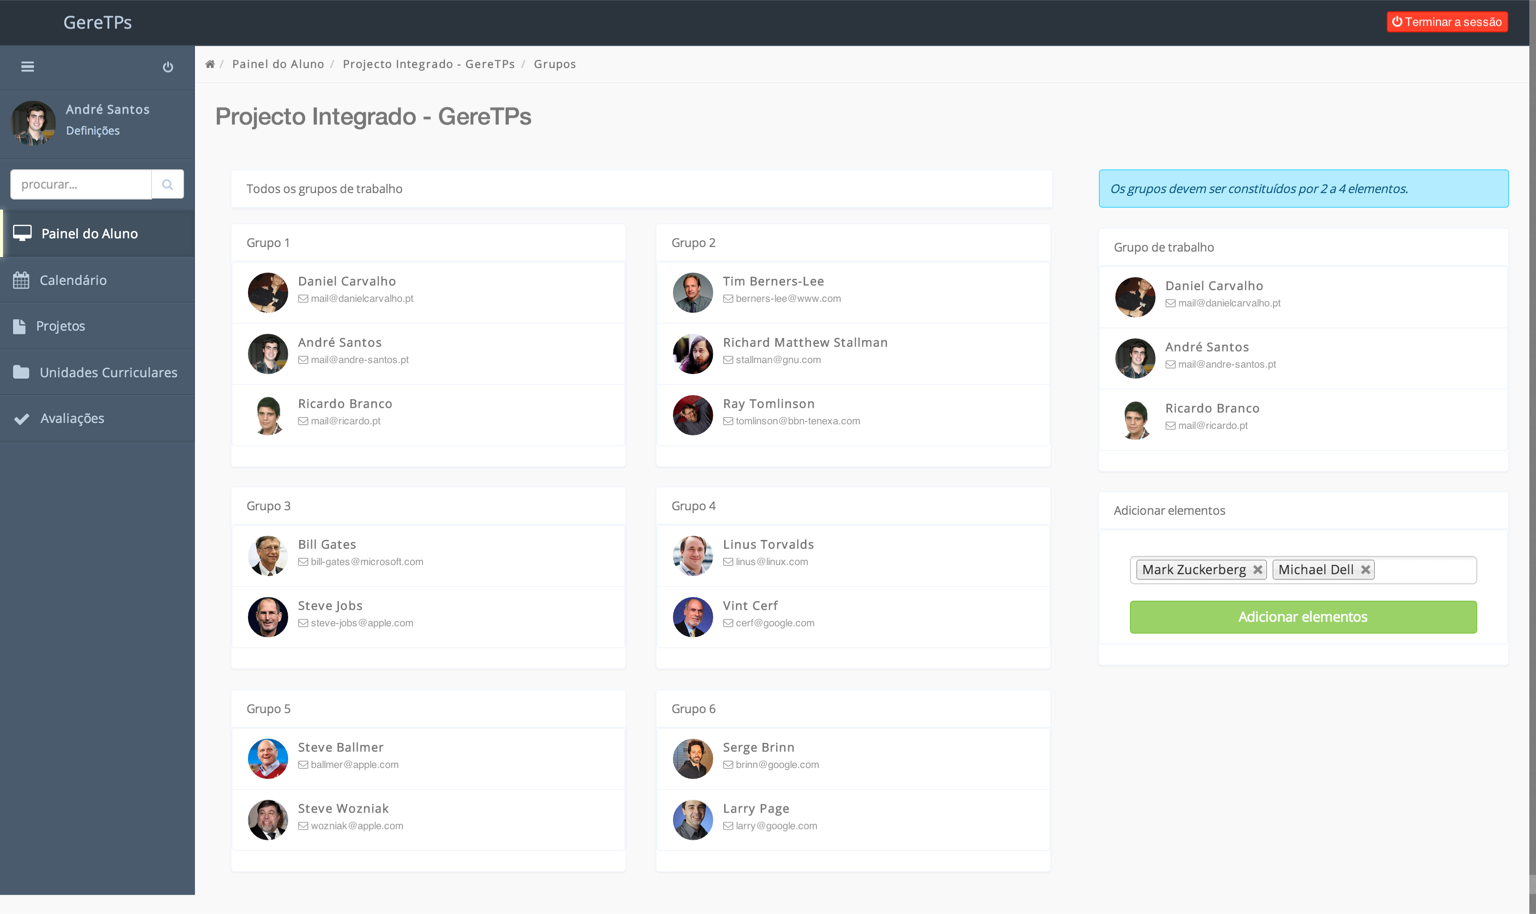 GereTPs
Terminar a sessão
/ Painel do Aluno / Projecto Integrado - GereTPs / Grupos
André Santos
Definições
procurar...
Painel do Aluno
Calendário
Projetos
Unidades Curriculares
Avaliações
Projecto Integrado - GereTPs
Todos os grupos de trabalho
Grupo 1
Daniel Carvalho
mail@danielcarvalho.pt
André Santos
mail@andre-santos.pt
Ricardo Branco
mail@ricardo.pt
Grupo 2
Tim Berners-Lee
berners-lee@www.com
Richard Matthew Stallman
stallman@gnu.com
Ray Tomlinson
tomlinson@bbn-tenexa.com
Grupo 3
Bill Gates
bill-gates@microsoft.com
Steve Jobs
steve-jobs@apple.com
Grupo 4
Linus Torvalds
linus@linux.com
Vint Cerf
cerf@google.com
Grupo 5
Steve Ballmer
ballmer@apple.com
Steve Wozniak
wozniak@apple.com
Grupo 6
Serge Brinn
brinn@google.com
Larry Page
larry@google.com
Os grupos devem ser constituídos por 2 a 4 elementos.
Grupo de trabalho
Daniel Carvalho
mail@danielcarvalho.pt
André Santos
mail@andre-santos.pt
Ricardo Branco
mail@ricardo.pt
Adicionar elementos
Mark Zuckerberg Michael Dell
Adicionar elementos